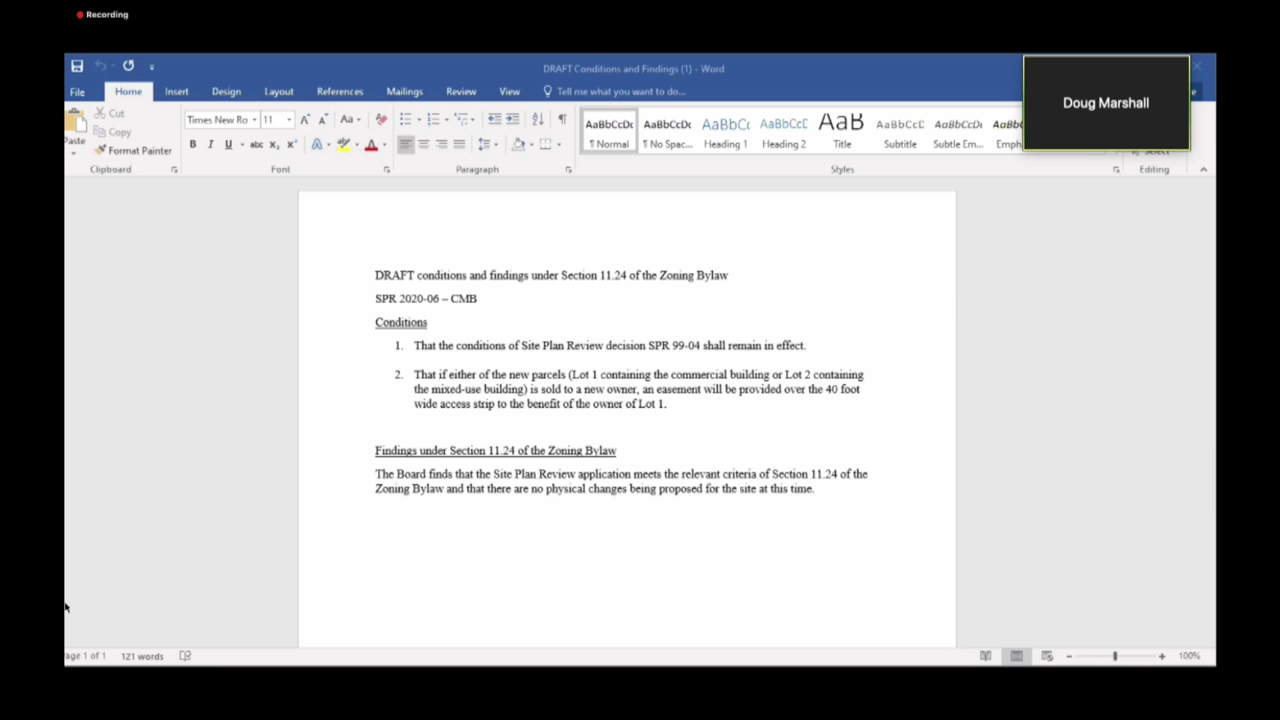 Recording
DRAFT Conditions and Findings (1) - Word
Doug Marshall
File Home Insert Design Layout References Mailings Review View Tell me what you want to do...
Cut
Copy
Format Painter
Clipboard
Times New Ro 11
Font
Paragraph
AaBbCcDc AaBbCcDc AaBbC( AaBbCcC AaB AaBbCcC AaBbCcDc AaBb(
¶ Normal ¶ No Spac... Heading 1 Heading 2 Title Subtitle Subtle Em... Emph
Styles
Editing
DRAFT conditions and findings under Section 11.24 of the Zoning Bylaw
SPR 2020-06 – CMB
Conditions
1. That the conditions of Site Plan Review decision SPR 99-04 shall remain in effect.
2. That if either of the new parcels (Lot 1 containing the commercial building or Lot 2 containing
the mixed-use building) is sold to a new owner, an easement will be provided over the 40 foot
wide access strip to the benefit of the owner of Lot 1.
Findings under Section 11.24 of the Zoning Bylaw
The Board finds that the Site Plan Review application meets the relevant criteria of Section 11.24 of the
Zoning Bylaw and that there are no physical changes being proposed for the site at this time.
age 1 of 1 121 words 100%